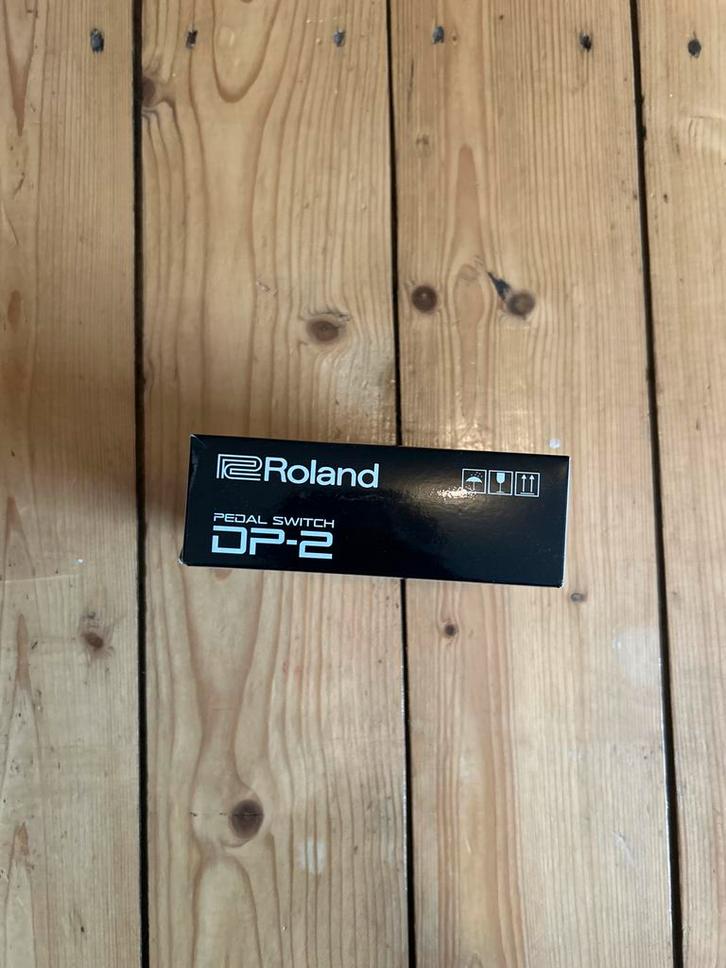 Roland
PEDAL SWITCH
DP-2